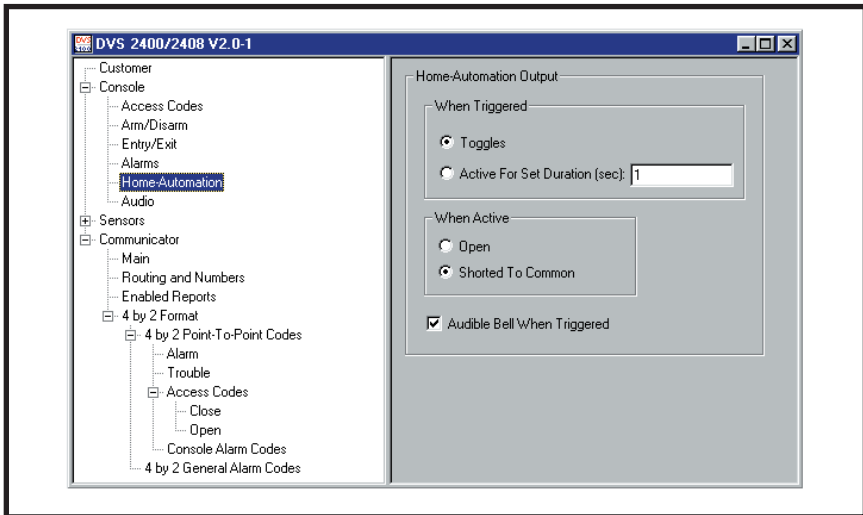 DVS 2400/2408 V2.0-1
Customer
Console
Access Codes
Arm/Disarm
Entry/Exit
Alarms
Home-Automation
Audio
Sensors
Communicator
Main
Routing and Numbers
Enabled Reports
4 by 2 Format
4 by 2 Point-To-Point Codes
Alarm
Trouble
Access Codes
Close
Open
Console Alarm Codes
4 by 2 General Alarm Codes
Home-Automation Output
When Triggered
Toggles
Active For Set Duration (sec): 1
When Active
Open
Shorted To Common
Audible Bell When Triggered